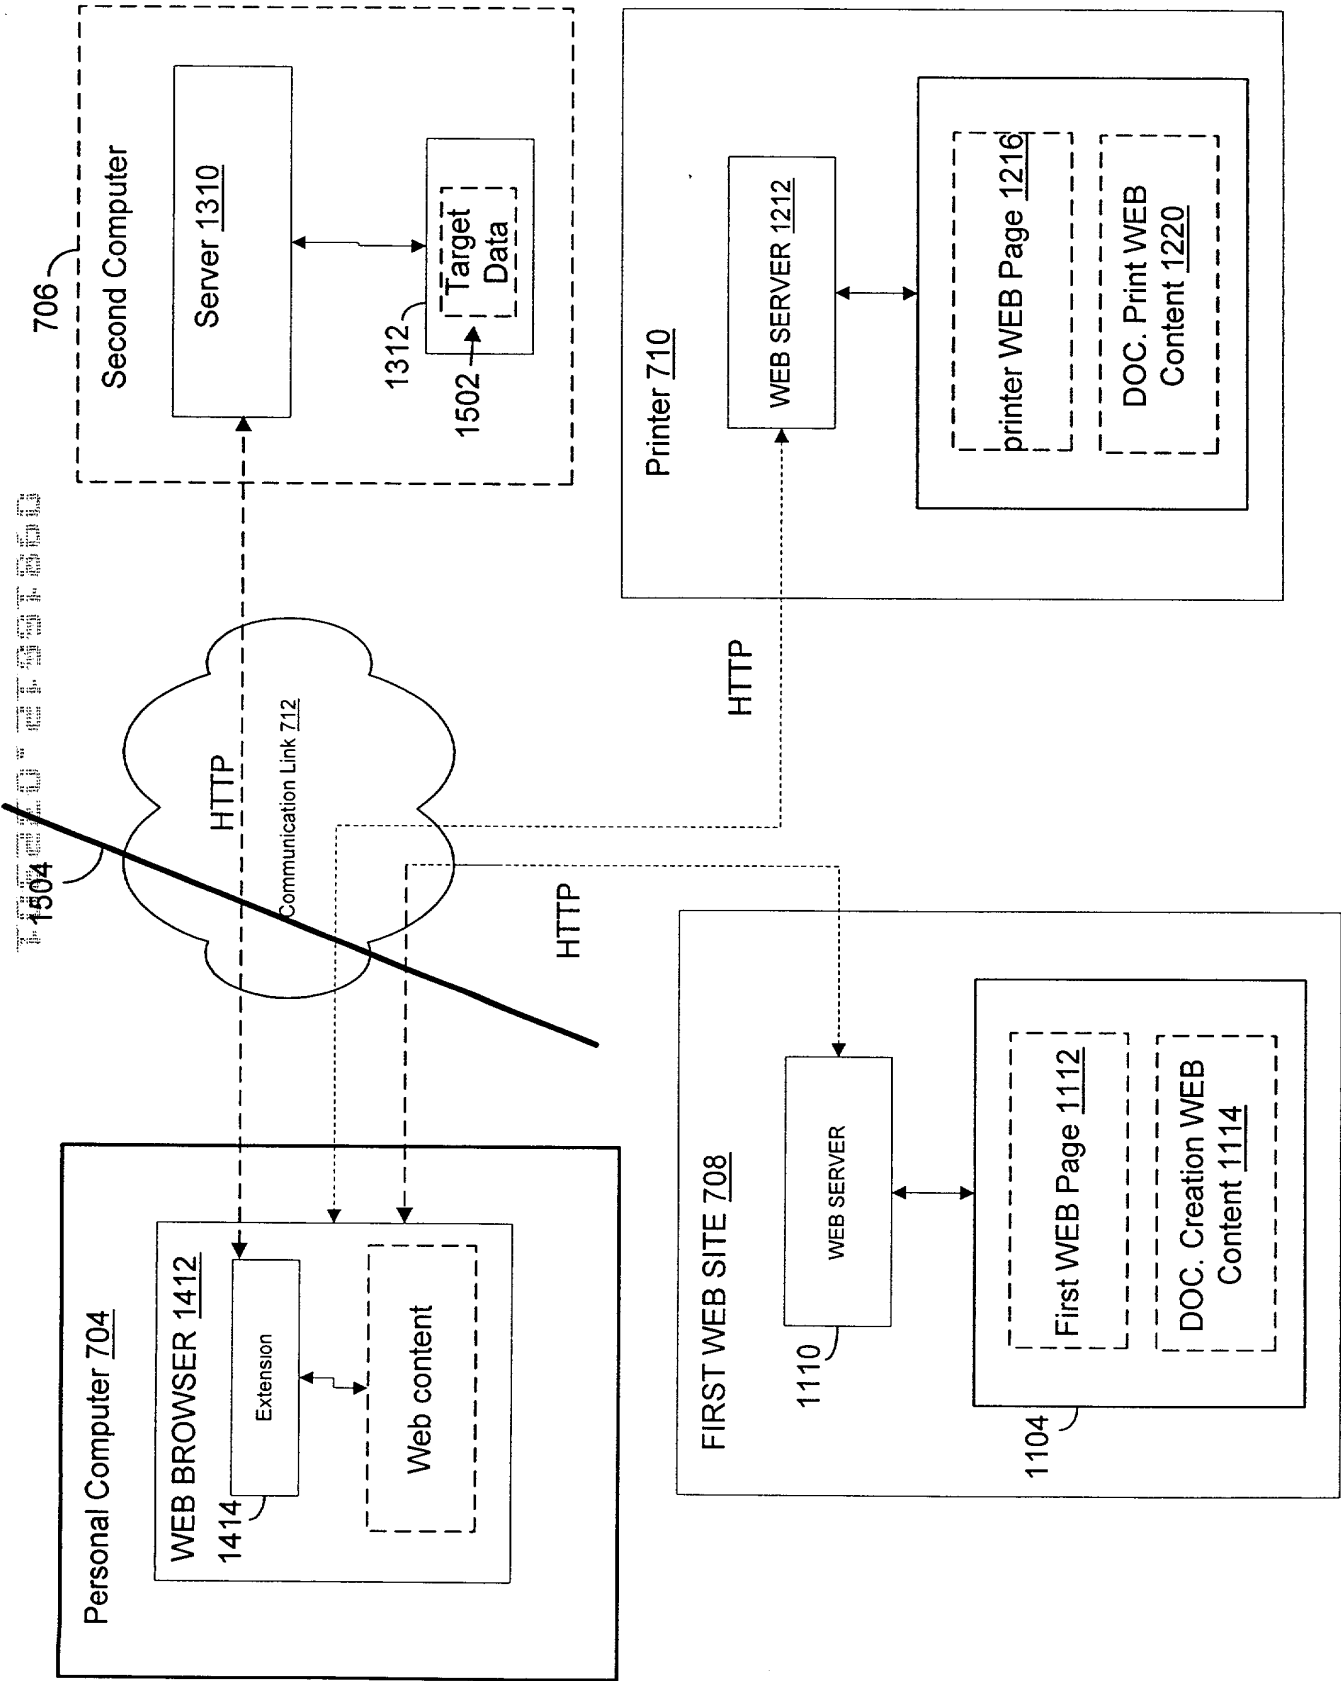 Personal Computer 704
WEB BROWSER 1412
1414
Extension
Web content
1504
HTTP
Communication Link 712
706
Second Computer
Server 1310
1312
1502
Target
Data
HTTP
HTTP
FIRST WEB SITE 708
1110
WEB SERVER
1104
First WEB Page 1112
DOC. Creation WEB
Content 1114
Printer 710
WEB SERVER 1212
printer WEB Page 1216
DOC. Print WEB
Content 1220